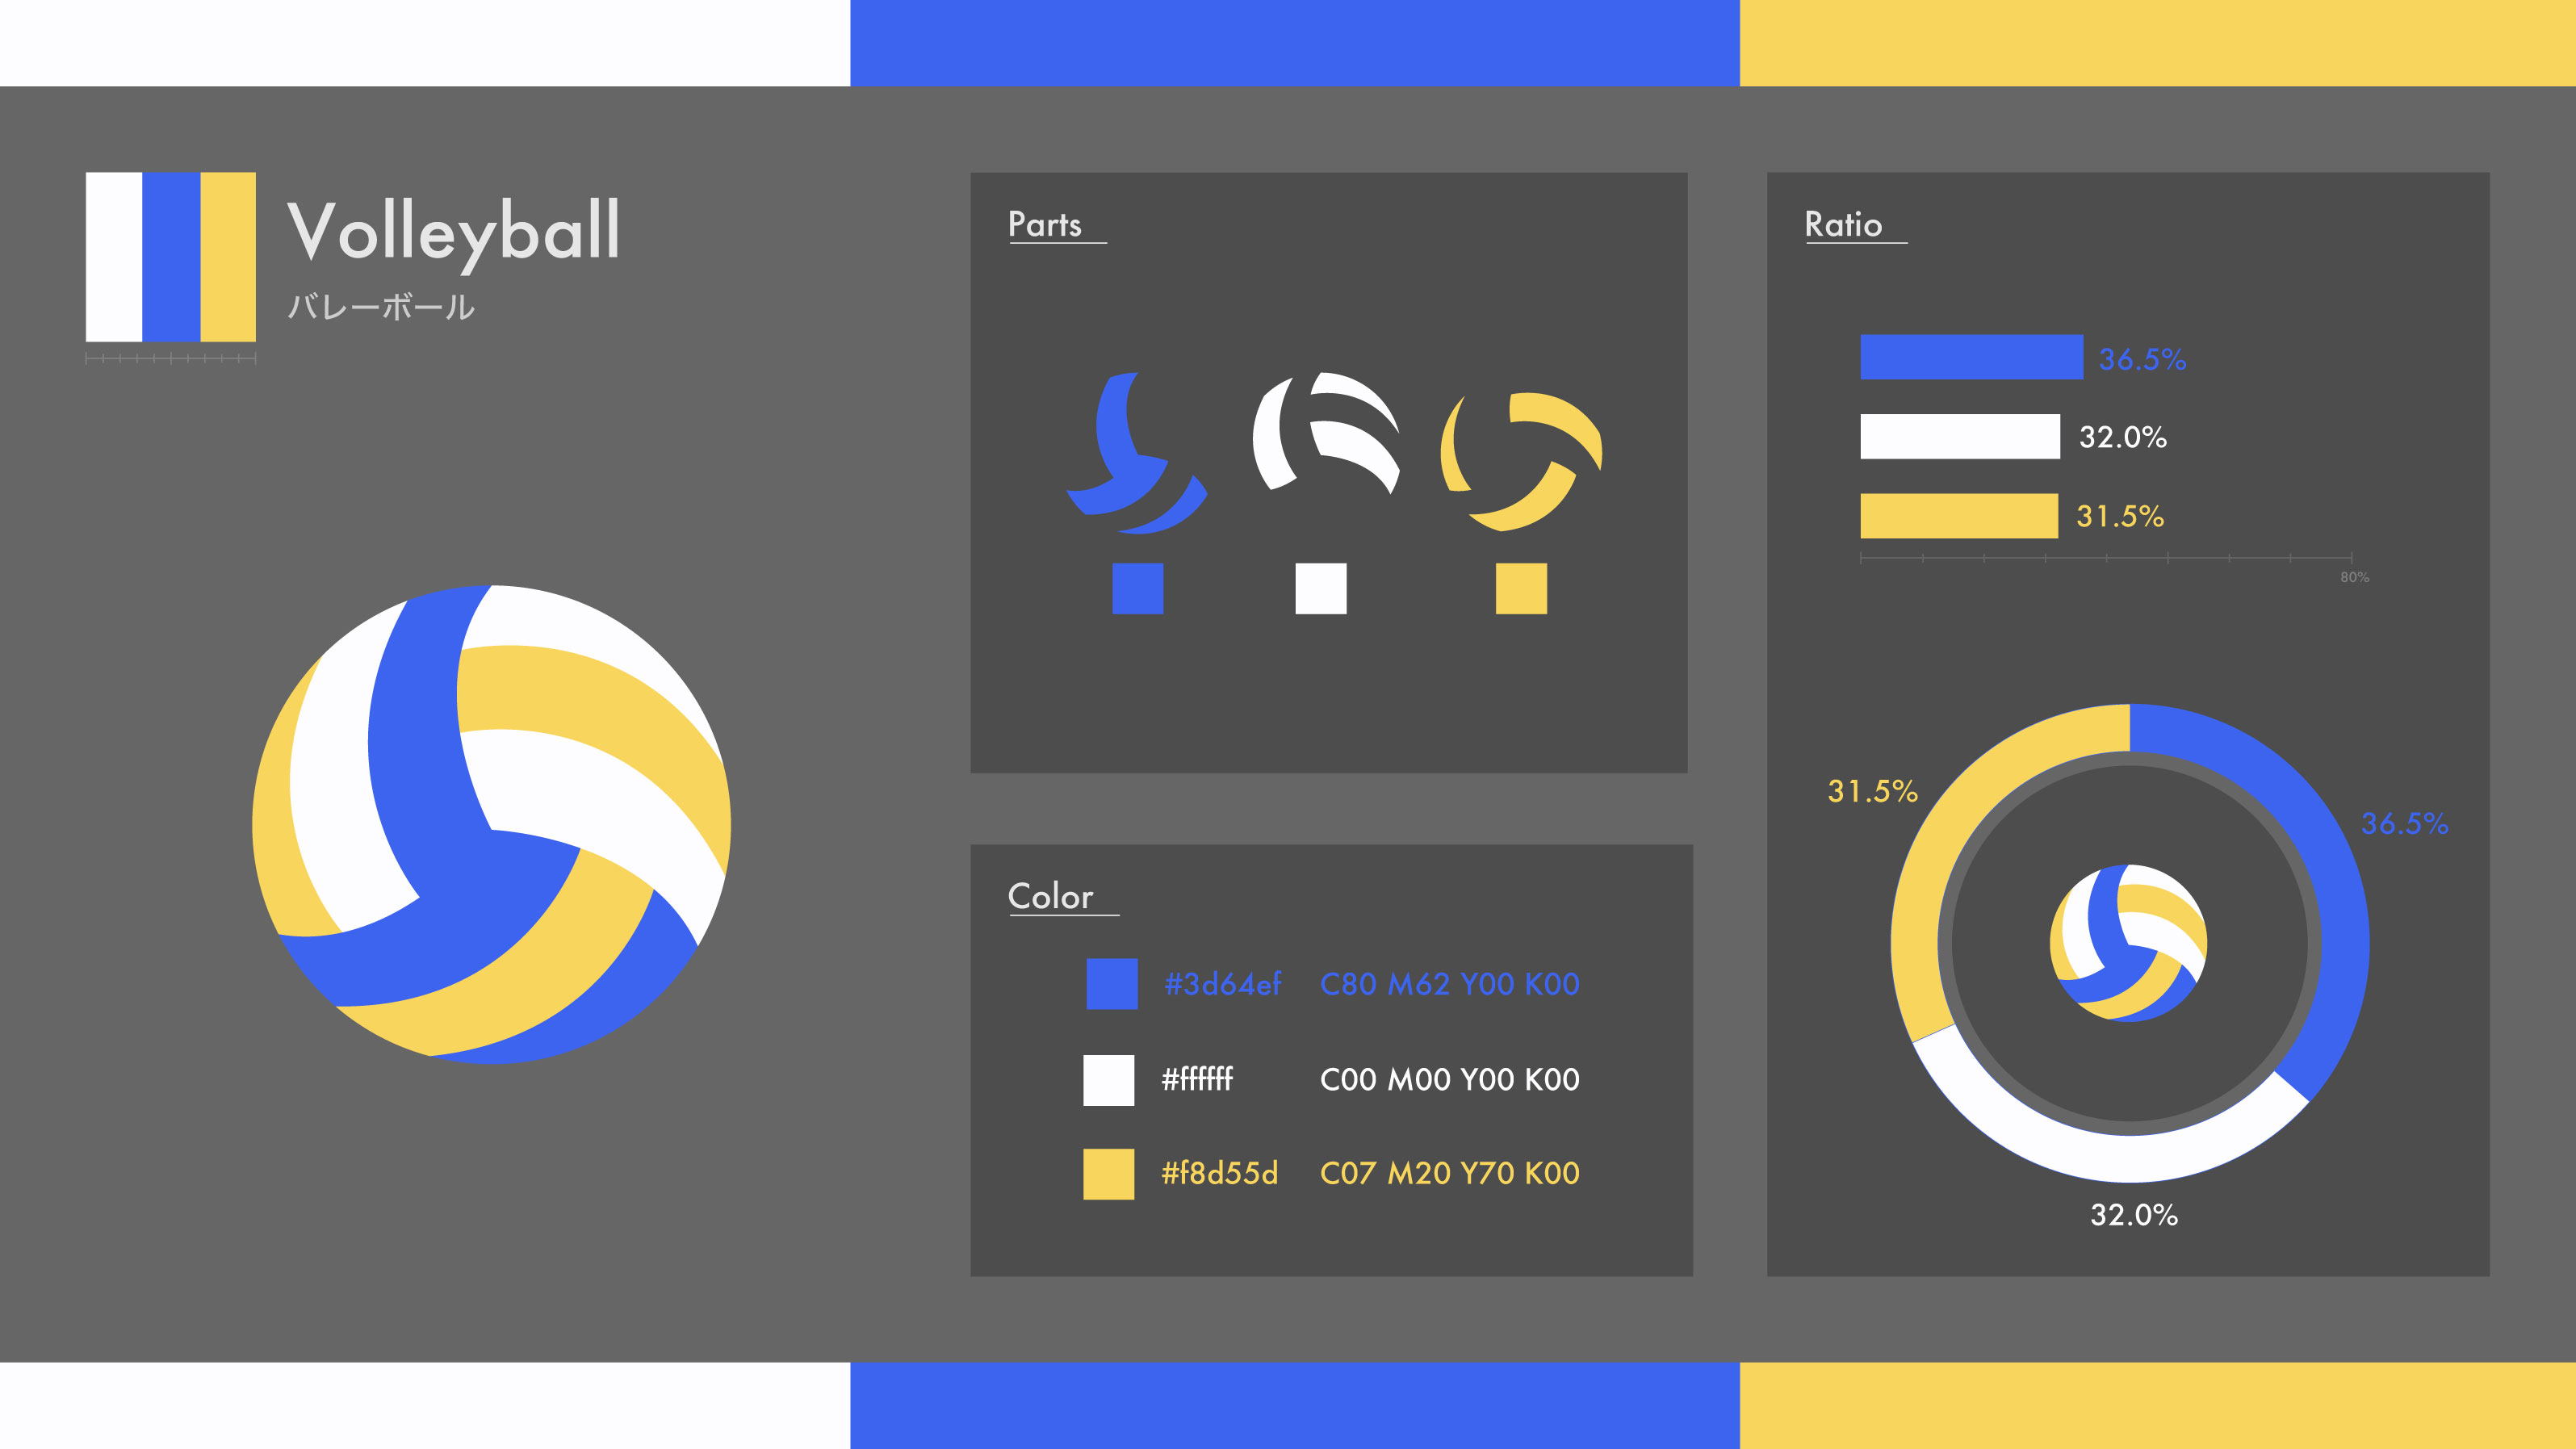 Volleyball
バレーボール
Parts
Color
#3d64ef C80 M62 Y00 K00
#ffffff C00 M00 Y00 K00
#f8d55d C07 M20 Y70 K00
Ratio
36.5%
32.0%
31.5%
80%
31.5%
36.5%
32.0%